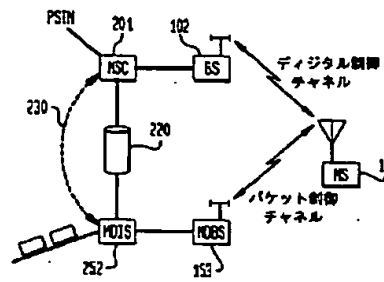 PSTN
201
102
MSC
BS
ディジタル制御
チャネル
230
220
MS
1
パケット制御
チャネル
MDIS
MDBS
252
153